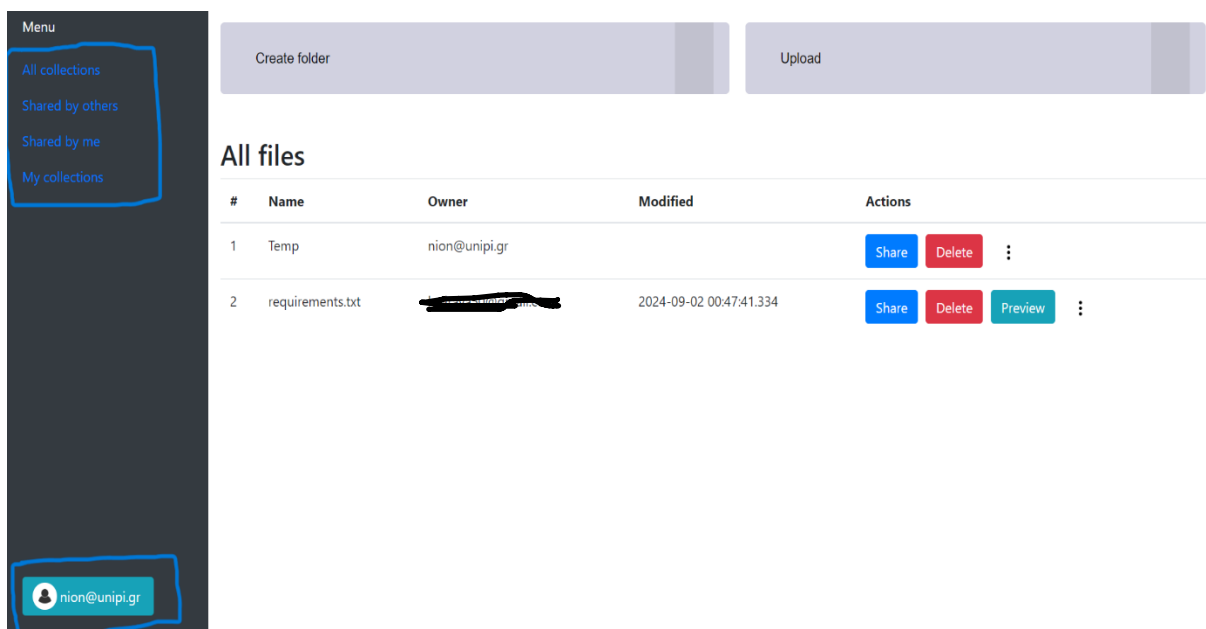 Menu
All collections
Shared by others
Shared by me
My collections
nion@unipi.gr
Create folder
Upload
All files
# Name Owner Modified Actions
1 Temp nion@unipi.gr Share Delete
2 requirements.txt 2024-09-02 00:47:41.334 Share Delete Preview